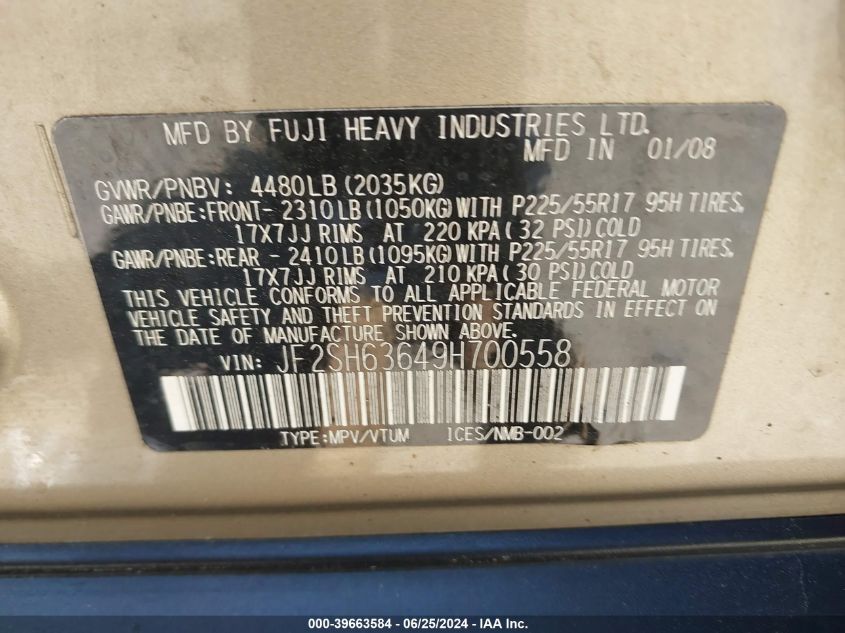 MFD BY FUJI HEAVY INDUSTRIES LTD.
MFD IN 01/08
GVWR/PNBV: 4480LB(2035KG)
GAWR/PNBE:FRONT- 2310LB(1050KG)WITH P225/55R17 95H TIRES,
17X7JJ RIMS AT 220 KPA(32 PSI)COLD
GAWR/PNBE:REAR - 2410LB(1095KG)WITH P225/55R17 95H TIRES,
17X7JJ RIMS AT 210 KPA(30 PSI)COLD
THIS VEHICLE CONFORMS TO ALL APPLICABLE FEDERAL MOTOR
VEHICLE SAFETY AND THEFT PREVENTION STANDARDS IN EFFECT ON
THE DATE OF MANUFACTURE SHOWN ABOVE.
VIN: JF2SH63649H700558
TYPE:MPV/VTUM ICES/NMB-002
000-39663584 - 06/25/2024 - IAA Inc.